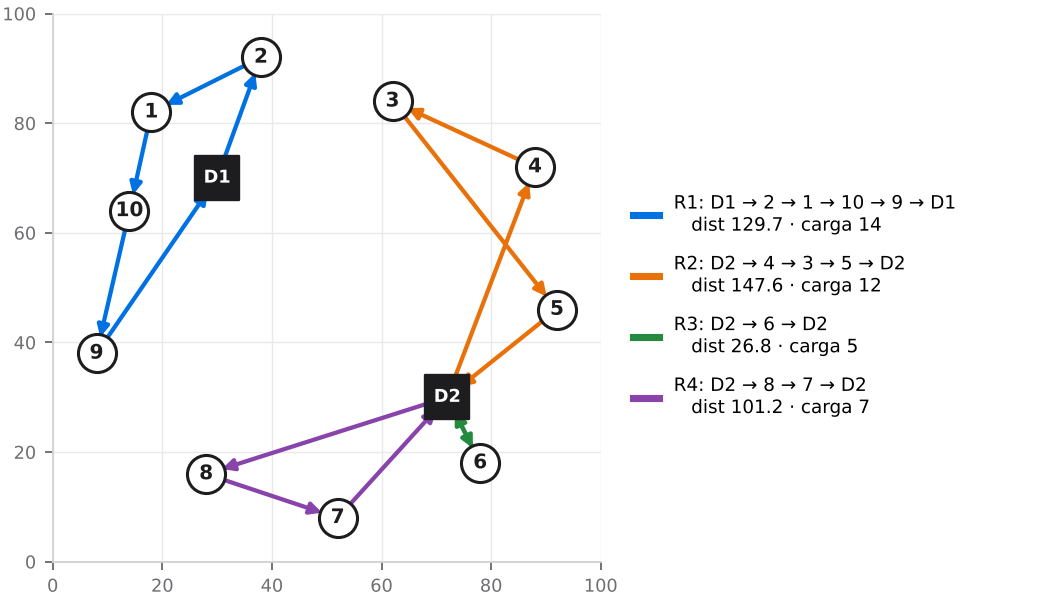 100
80
60
40
20
0
0 20 40 60 80 100
2
1
D1
10
9
3
4
5
D2
6
8
7
R1: D1 → 2 → 1 → 10 → 9 → D1
dist 129.7 · carga 14
R2: D2 → 4 → 3 → 5 → D2
dist 147.6 · carga 12
R3: D2 → 6 → D2
dist 26.8 · carga 5
R4: D2 → 8 → 7 → D2
dist 101.2 · carga 7